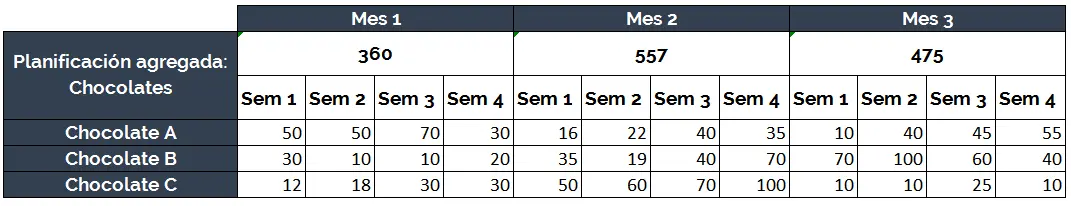 Mes 1 Mes 2 Mes 3
Planificación agregada: Chocolates 360 557 475
Sem 1 Sem 2 Sem 3 Sem 4 Sem 1 Sem 2 Sem 3 Sem 4 Sem 1 Sem 2 Sem 3 Sem 4
Chocolate A 50 50 70 30 16 22 40 35 10 40 45 55
Chocolate B 30 10 10 20 35 19 40 70 70 100 60 40
Chocolate C 12 18 30 30 50 60 70 100 10 10 25 10